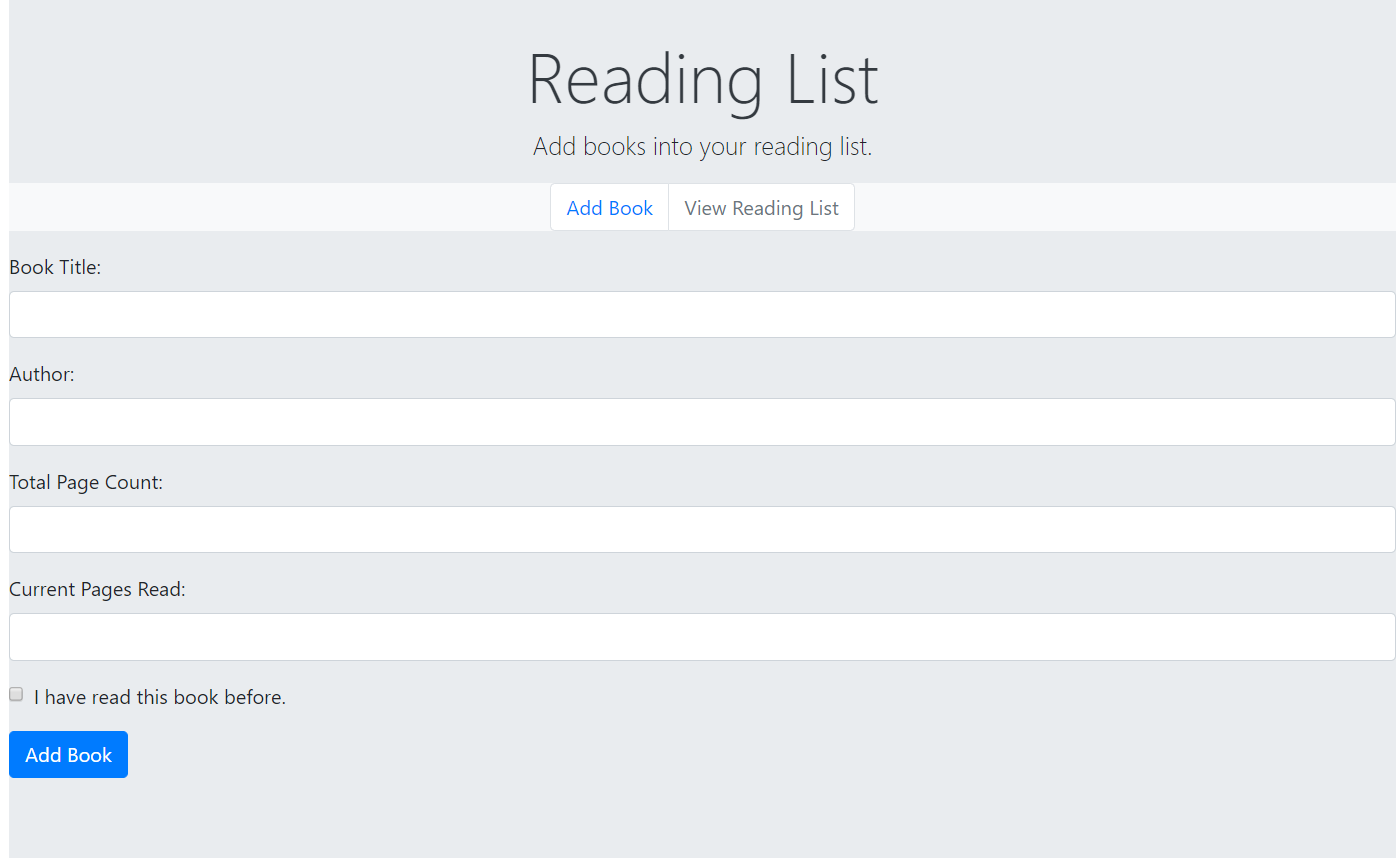 Reading List
Add books into your reading list.
Add Book View Reading List
Book Title:
Author:
Total Page Count:
Current Pages Read:
I have read this book before.
Add Book